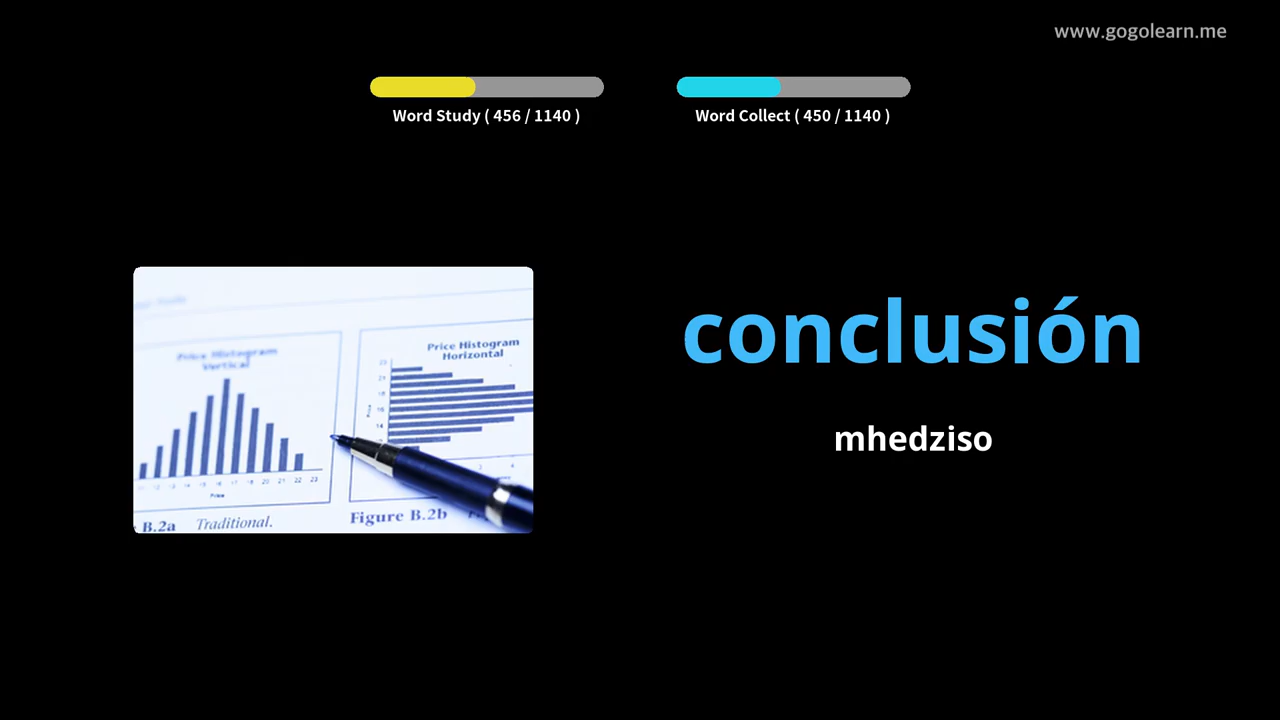 www.gogolearn.me
Word Study ( 456 / 1140 )
Word Collect ( 450 / 1140 )
conclusión
mhedziso
Price Histogram
Vertical
Price Histogram
Horizontal
Price
B.2a Traditional.
Figure B.2b